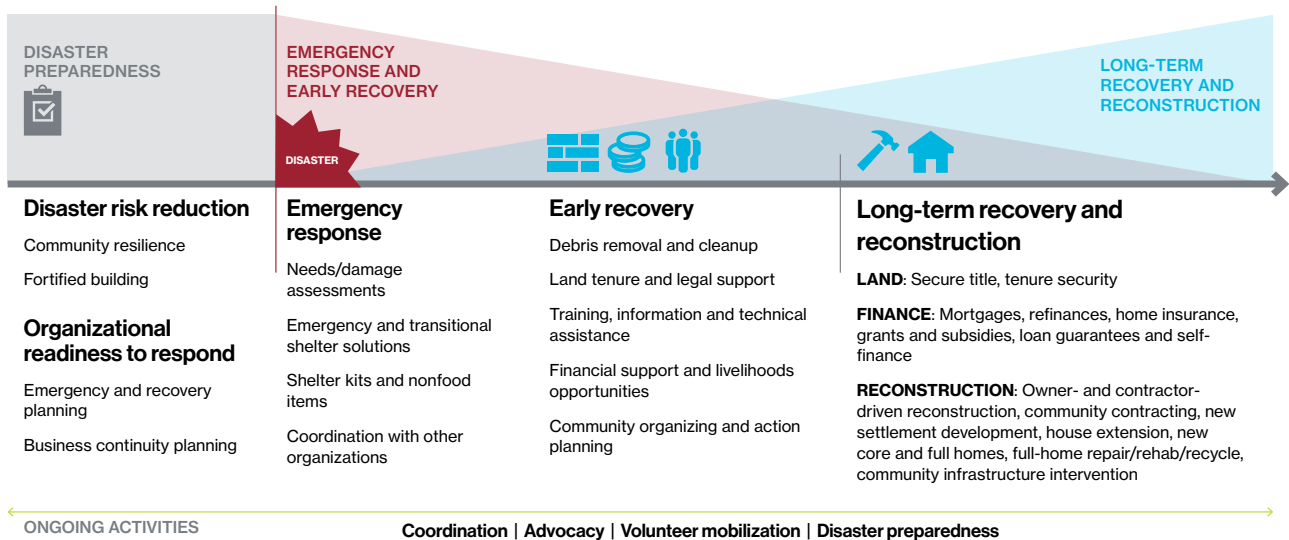 DISASTER
PREPAREDNESS
EMERGENCY
RESPONSE AND
EARLY RECOVERY
LONG-TERM
RECOVERY AND
RECONSTRUCTION
DISASTER
Disaster risk reduction
Community resilience
Fortified building
Organizational
readiness to respond
Emergency and recovery
planning
Business continuity planning
Emergency
response
Needs/damage
assessments
Emergency and transitional
shelter solutions
Shelter kits and nonfood
items
Coordination with other
organizations
Early recovery
Debris removal and cleanup
Land tenure and legal support
Training, information and technical
assistance
Financial support and livelihoods
opportunities
Community organizing and action
planning
Long-term recovery and
reconstruction
LAND: Secure title, tenure security
FINANCE: Mortgages, refinances, home insurance,
grants and subsidies, loan guarantees and self-
finance
RECONSTRUCTION: Owner- and contractor-
driven reconstruction, community contracting, new
settlement development, house extension, new
core and full homes, full-home repair/rehab/recycle,
community infrastructure intervention
ONGOING ACTIVITIES
Coordination | Advocacy | Volunteer mobilization | Disaster preparedness